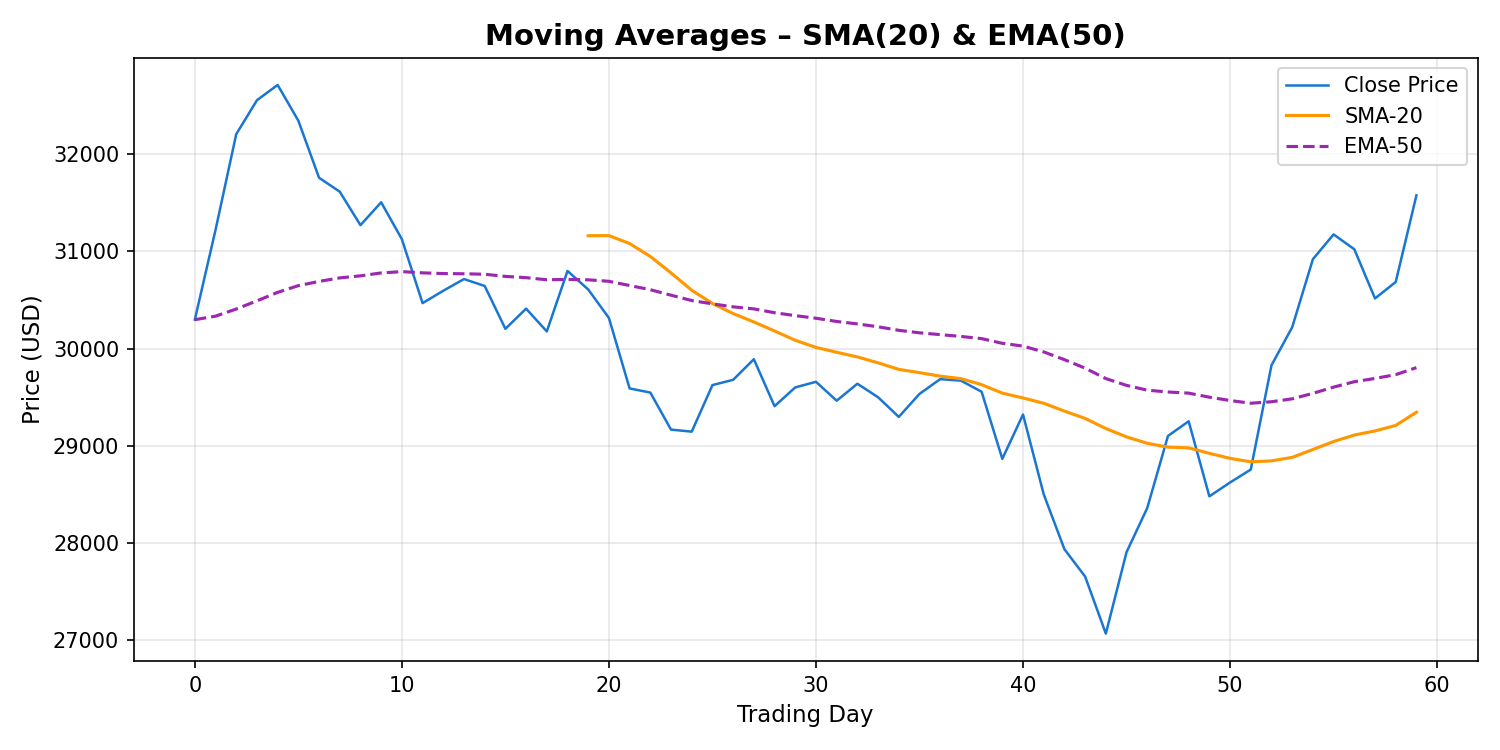 Moving Averages – SMA(20) & EMA(50)
Close Price
SMA-20
EMA-50
Price (USD)
32000
31000
30000
29000
28000
27000
0 10 20 30 40 50 60
Trading Day